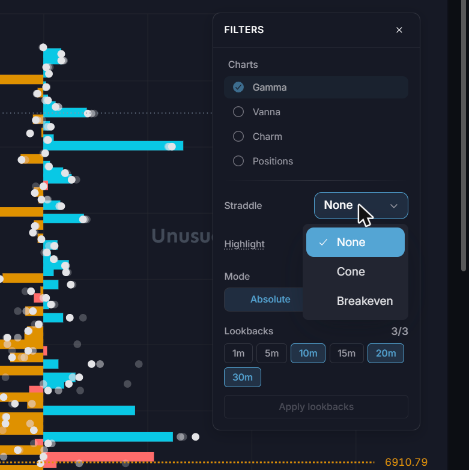 FILTERS
Charts
Gamma
Vanna
Charm
Positions
Straddle
None
None
Highlight
Cone
Mode
Absolute
Breakeven
Lookbacks 3/3
1m 5m 10m 15m 20m
30m
Apply lookbacks
6910.79